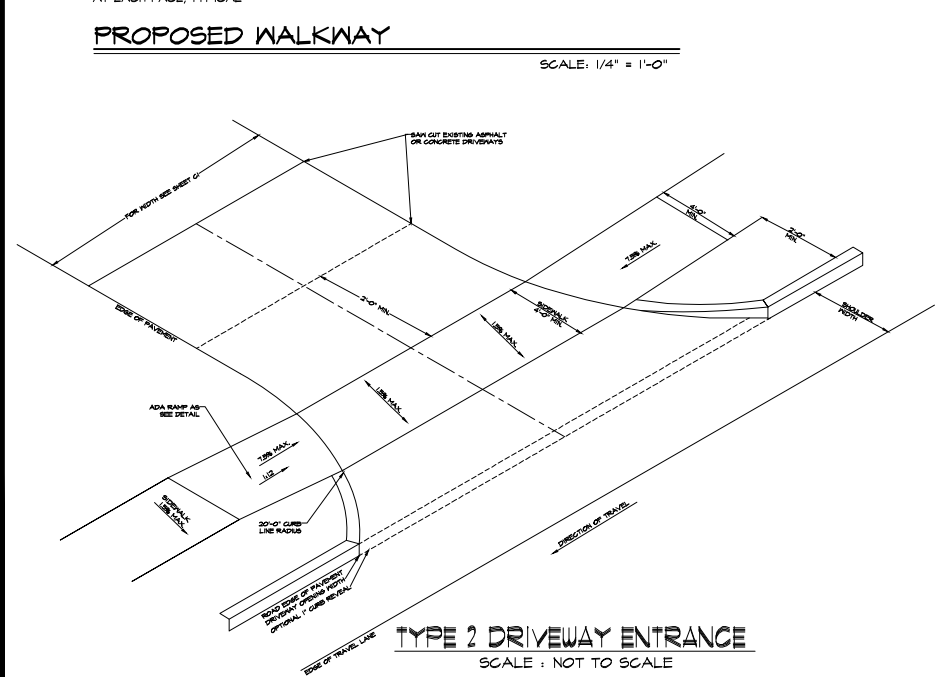 PROPOSED WALKWAY
SCALE: 1/4" = 1'-0"
SAW CUT EXISTING ASPHALT
OR CONCRETE DRIVEWAYS
FOR WIDTH SEE SHEET C1
4'-0"
MIN.
2'-0"
MIN.
7.5% MAX.
EDGE OF PAVEMENT
2'-0" MIN.
SIDEWALK
4'-0" MIN.
SHOULDER
WIDTH
1.5% MAX.
1.5% MAX.
ADA RAMP AS
SEE DETAIL
7.5% MAX.
1:12
SIDEWALK
1.5% MAX.
20'-0" CURB
LINE RADIUS
DIRECTION OF TRAVEL
ROAD EDGE OF PAVEMENT
DRIVEWAY OPENING WIDTH
OPTIONAL 1" CURB REVEAL
EDGE OF TRAVEL LANE
TYPE 2 DRIVEWAY ENTRANCE
SCALE : NOT TO SCALE